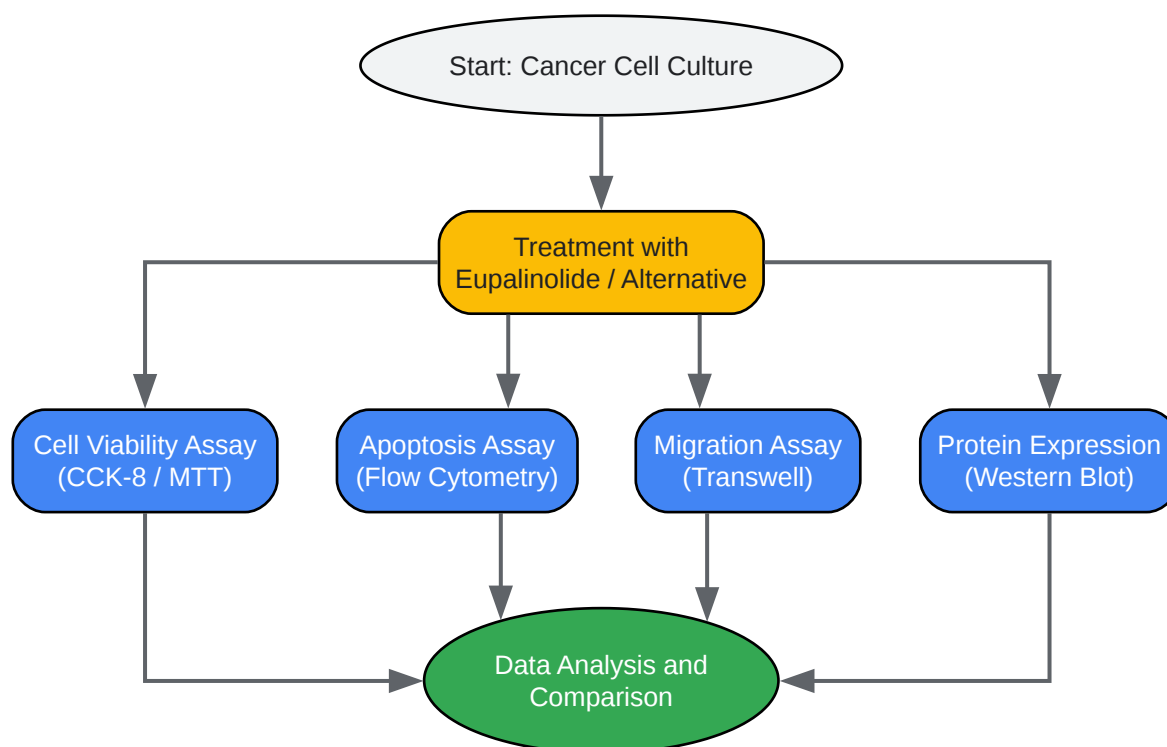 Start: Cancer Cell Culture
Treatment with
Eupalinolide / Alternative
Cell Viability Assay
(CCK-8 / MTT)
Apoptosis Assay
(Flow Cytometry)
Migration Assay
(Transwell)
Protein Expression
(Western Blot)
Data Analysis and
Comparison